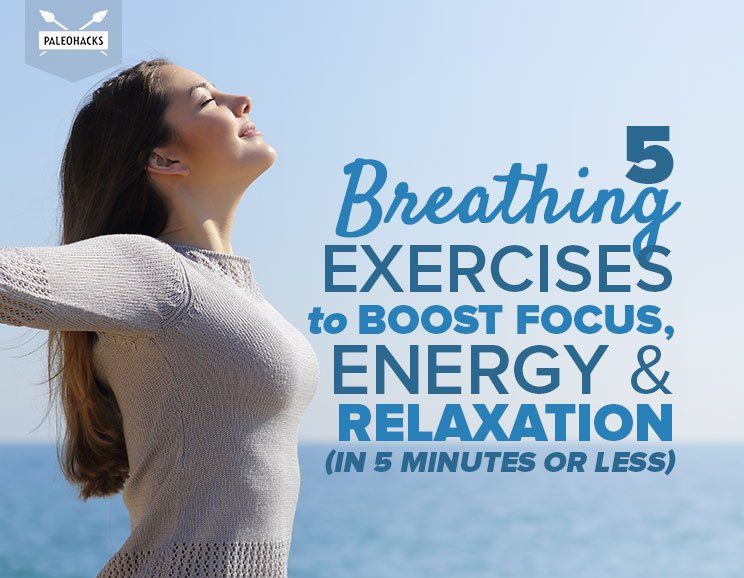 PALEOHACKS
5
Breathing
EXERCISES
to BOOST FOCUS,
ENERGY &
RELAXATION
(IN 5 MINUTES OR LESS)